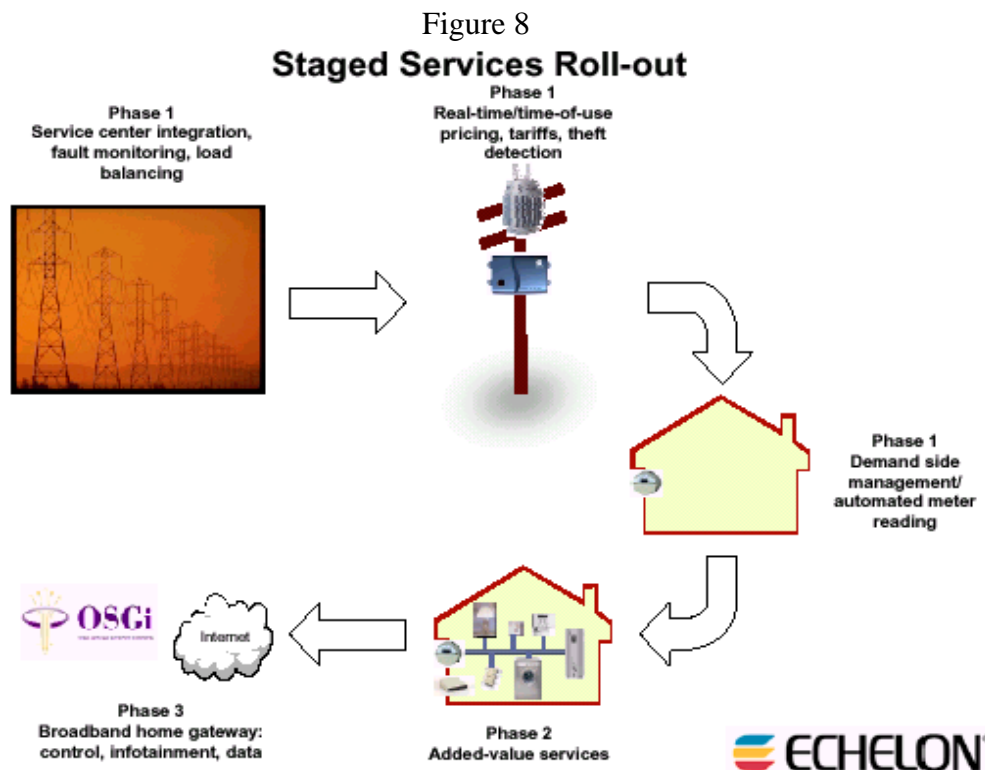 Figure 8
Staged Services Roll-out
Phase 1
Service center integration,
fault monitoring, load
balancing
Phase 1
Real-time/time-of-use
pricing, tariffs, theft
detection
Phase 1
Demand side
management/
automated meter
reading
OSGi
Internet
Phase 3
Broadband home gateway:
control, infotainment, data
Phase 2
Added-value services
ECHELON